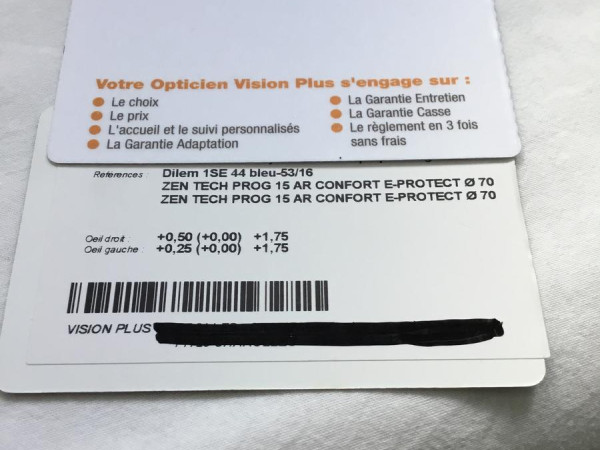 Votre Opticien Vision Plus s'engage sur :
Le choix
Le prix
L'accueil et le suivi personnalisés
La Garantie Adaptation
La Garantie Entretien
La Garantie Casse
Le règlement en 3 fois
sans frais
References : Dilem 1SE 44 bleu-53/16
ZEN TECH PROG 15 AR CONFORT E-PROTECT Ø 70
ZEN TECH PROG 15 AR CONFORT E-PROTECT Ø 70
Oeil droit : +0,50 (+0,00) +1,75
Oeil gauche : +0,25 (+0,00) +1,75
VISION PLUS